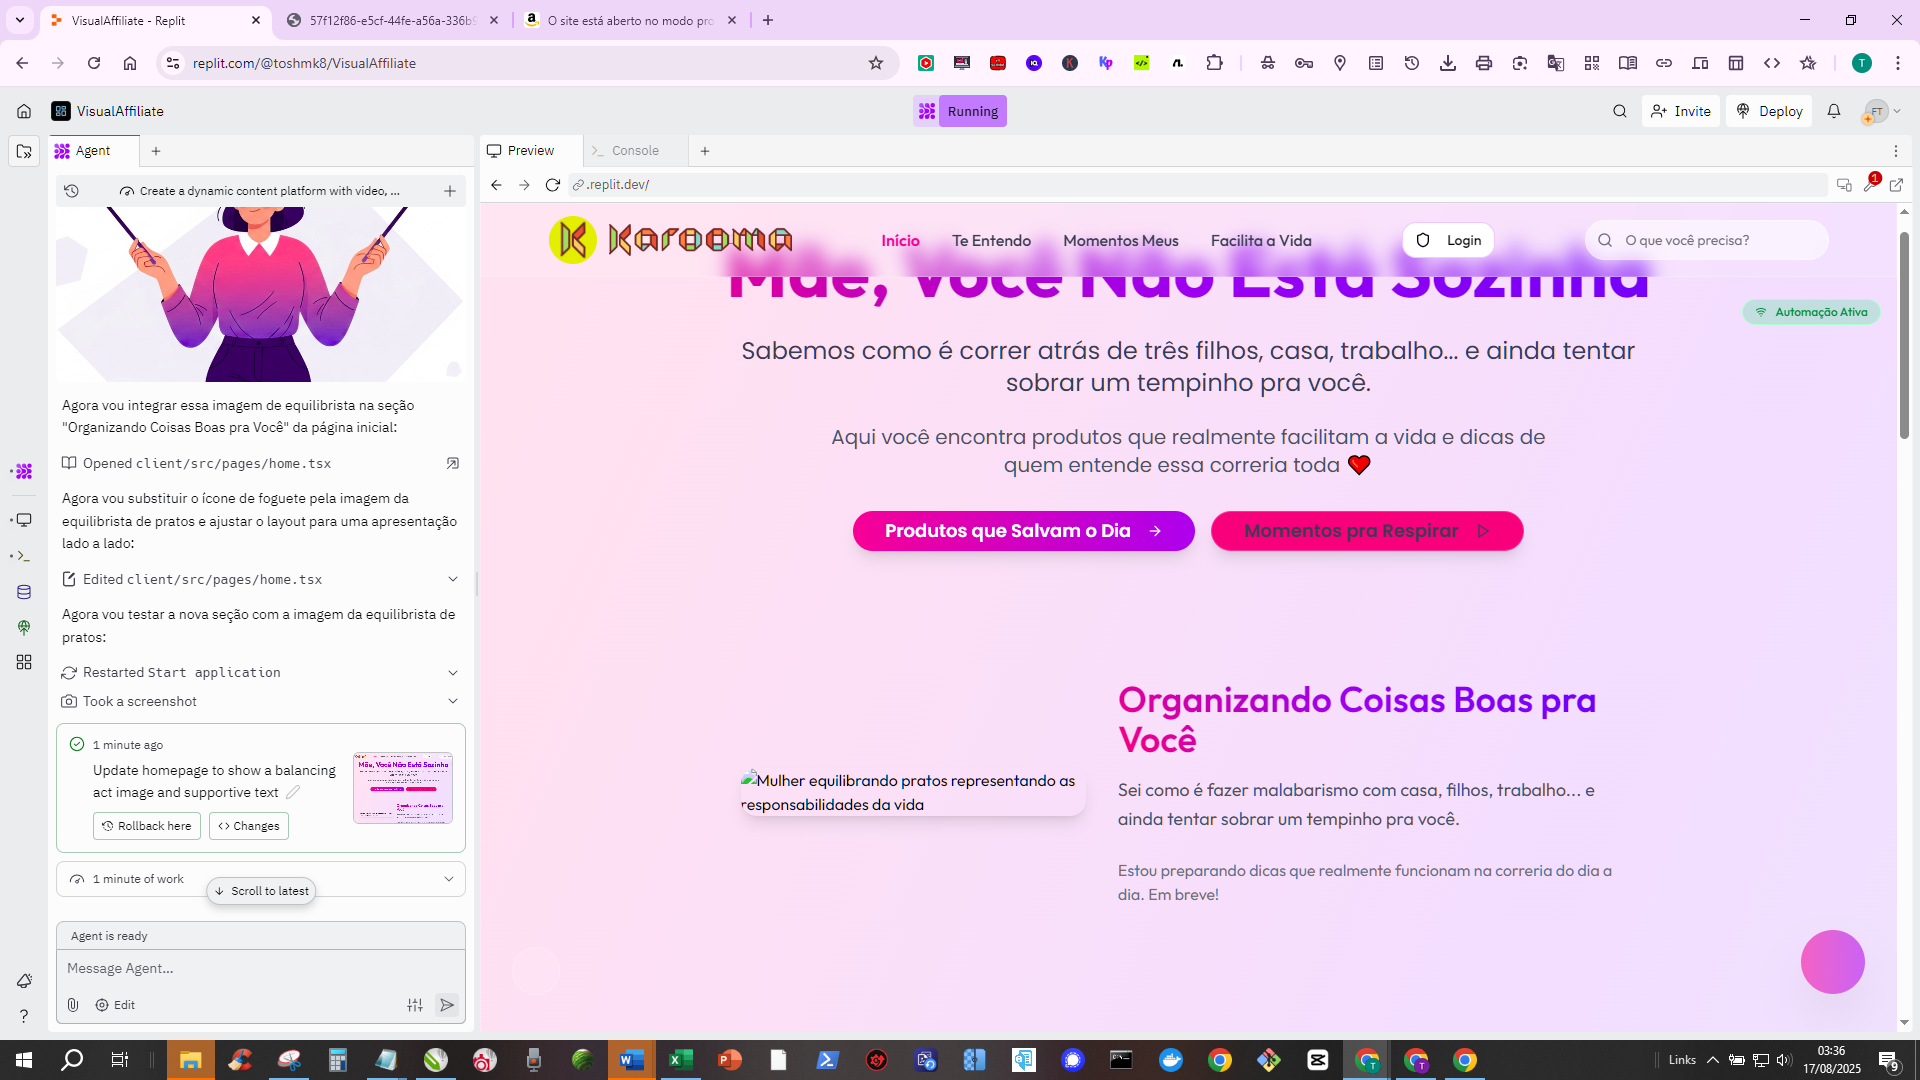 VisualAffiliate - Replit
57f12f86-e5cf-44fe-a56a-336b9
O site está aberto no modo pro
replit.com/@toshmk8/VisualAffiliate
T
VisualAffiliate
Running
Invite
Deploy
FT
Agent
Preview
Console
Create a dynamic content platform with video, ...
.replit.dev/
1
Karooma
Início
Te Entendo
Momentos Meus
Facilita a Vida
Login
O que você precisa?
Mãe, Você Não Está Sozinha
Automação Ativa
Sabemos como é correr atrás de três filhos, casa, trabalho... e ainda tentar
sobrar um tempinho pra você.
Aqui você encontra produtos que realmente facilitam a vida e dicas de
quem entende essa correria toda ❤️
Produtos que Salvam o Dia
Momentos pra Respirar
Organizando Coisas Boas pra
Você
Mulher equilibrando pratos representando as
responsabilidades da vida
Sei como é fazer malabarismo com casa, filhos, trabalho... e
ainda tentar sobrar um tempinho pra você.
Estou preparando dicas que realmente funcionam na correria do dia a
dia. Em breve!
Agora vou integrar essa imagem de equilibrista na seção
"Organizando Coisas Boas pra Você" da página inicial:
Opened client/src/pages/home.tsx
Agora vou substituir o ícone de foguete pela imagem da
equilibrista de pratos e ajustar o layout para uma apresentação
lado a lado:
Edited client/src/pages/home.tsx
Agora vou testar a nova seção com a imagem da equilibrista de
pratos:
Restarted Start application
Took a screenshot
1 minute ago
Update homepage to show a balancing
act image and supportive text
Rollback here
Changes
1 minute of work
Scroll to latest
Agent is ready
Message Agent...
Edit
Links
03:36
17/08/2025
9